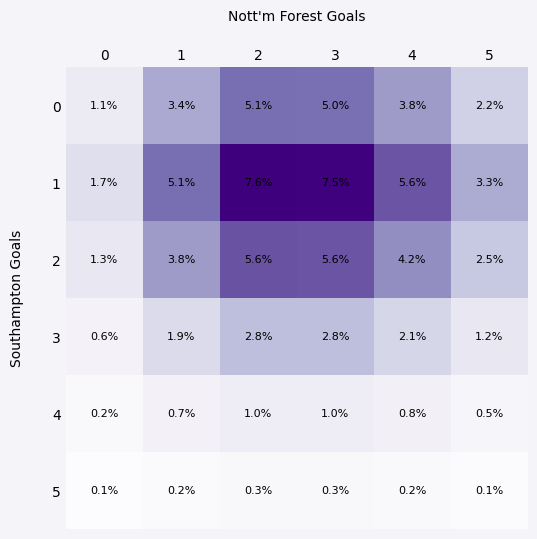 Nott'm Forest Goals
0 1 2 3 4 5
0 1.1% 3.4% 5.1% 5.0% 3.8% 2.2%
1 1.7% 5.1% 7.6% 7.5% 5.6% 3.3%
2 1.3% 3.8% 5.6% 5.6% 4.2% 2.5%
3 0.6% 1.9% 2.8% 2.8% 2.1% 1.2%
4 0.2% 0.7% 1.0% 1.0% 0.8% 0.5%
5 0.1% 0.2% 0.3% 0.3% 0.2% 0.1%
Southampton Goals